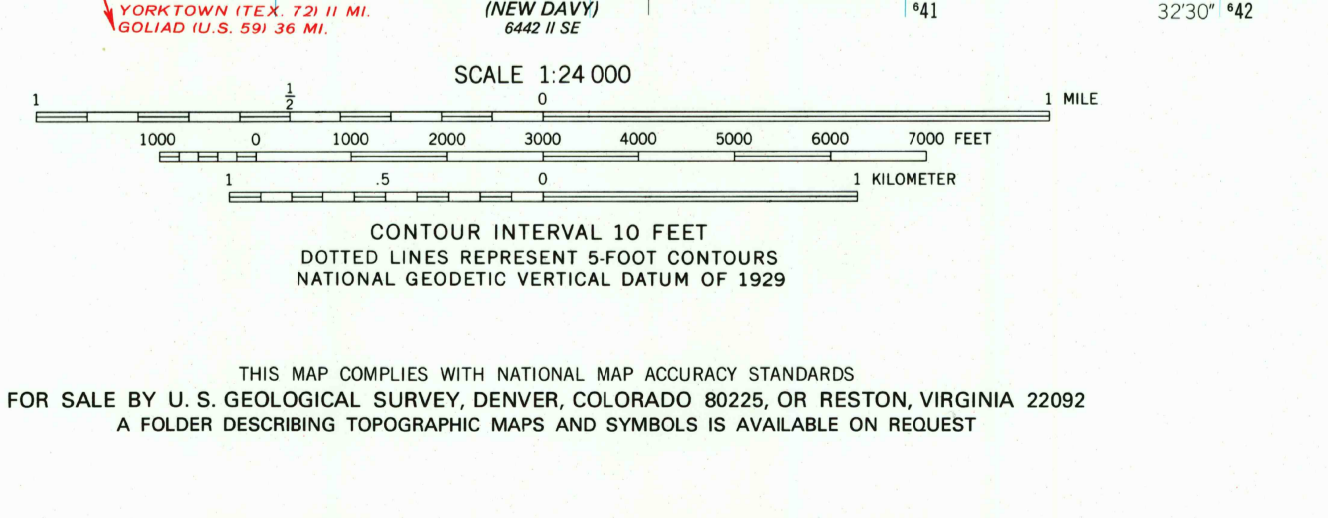 YORKTOWN (TEX. 72) 11 MI.
GOLIAD (U.S. 59) 36 MI.
(NEW DAVY)
6442 II SE
⁶41
32'30" ⁶42
SCALE 1:24 000
1 1/2 0 1 MILE
1000 0 1000 2000 3000 4000 5000 6000 7000 FEET
1 .5 0 1 KILOMETER
CONTOUR INTERVAL 10 FEET
DOTTED LINES REPRESENT 5-FOOT CONTOURS
NATIONAL GEODETIC VERTICAL DATUM OF 1929
THIS MAP COMPLIES WITH NATIONAL MAP ACCURACY STANDARDS
FOR SALE BY U. S. GEOLOGICAL SURVEY, DENVER, COLORADO 80225, OR RESTON, VIRGINIA 22092
A FOLDER DESCRIBING TOPOGRAPHIC MAPS AND SYMBOLS IS AVAILABLE ON REQUEST